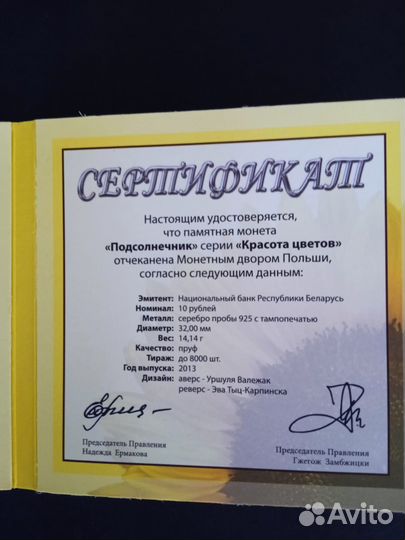 СЕРТИФИКАТ
Настоящим удостоверяется,
что памятная монета
«Подсолнечник» серии «Красота цветов»
отчеканена Монетным двором Польши,
согласно следующим данным:
Эмитент: Национальный банк Республики Беларусь
Номинал: 10 рублей
Металл: серебро пробы 925 с тампопечатью
Диаметр: 32,00 мм
Вес: 14,14 г
Качество: пруф
Тираж: до 8000 шт.
Год выпуска: 2013
Дизайн: аверс - Уршуля Валежак
реверс - Эва Тыц-Карпинска
Председатель Правления
Надежда Ермакова
Председатель Правления
Гжегож Замбжицки
Avito